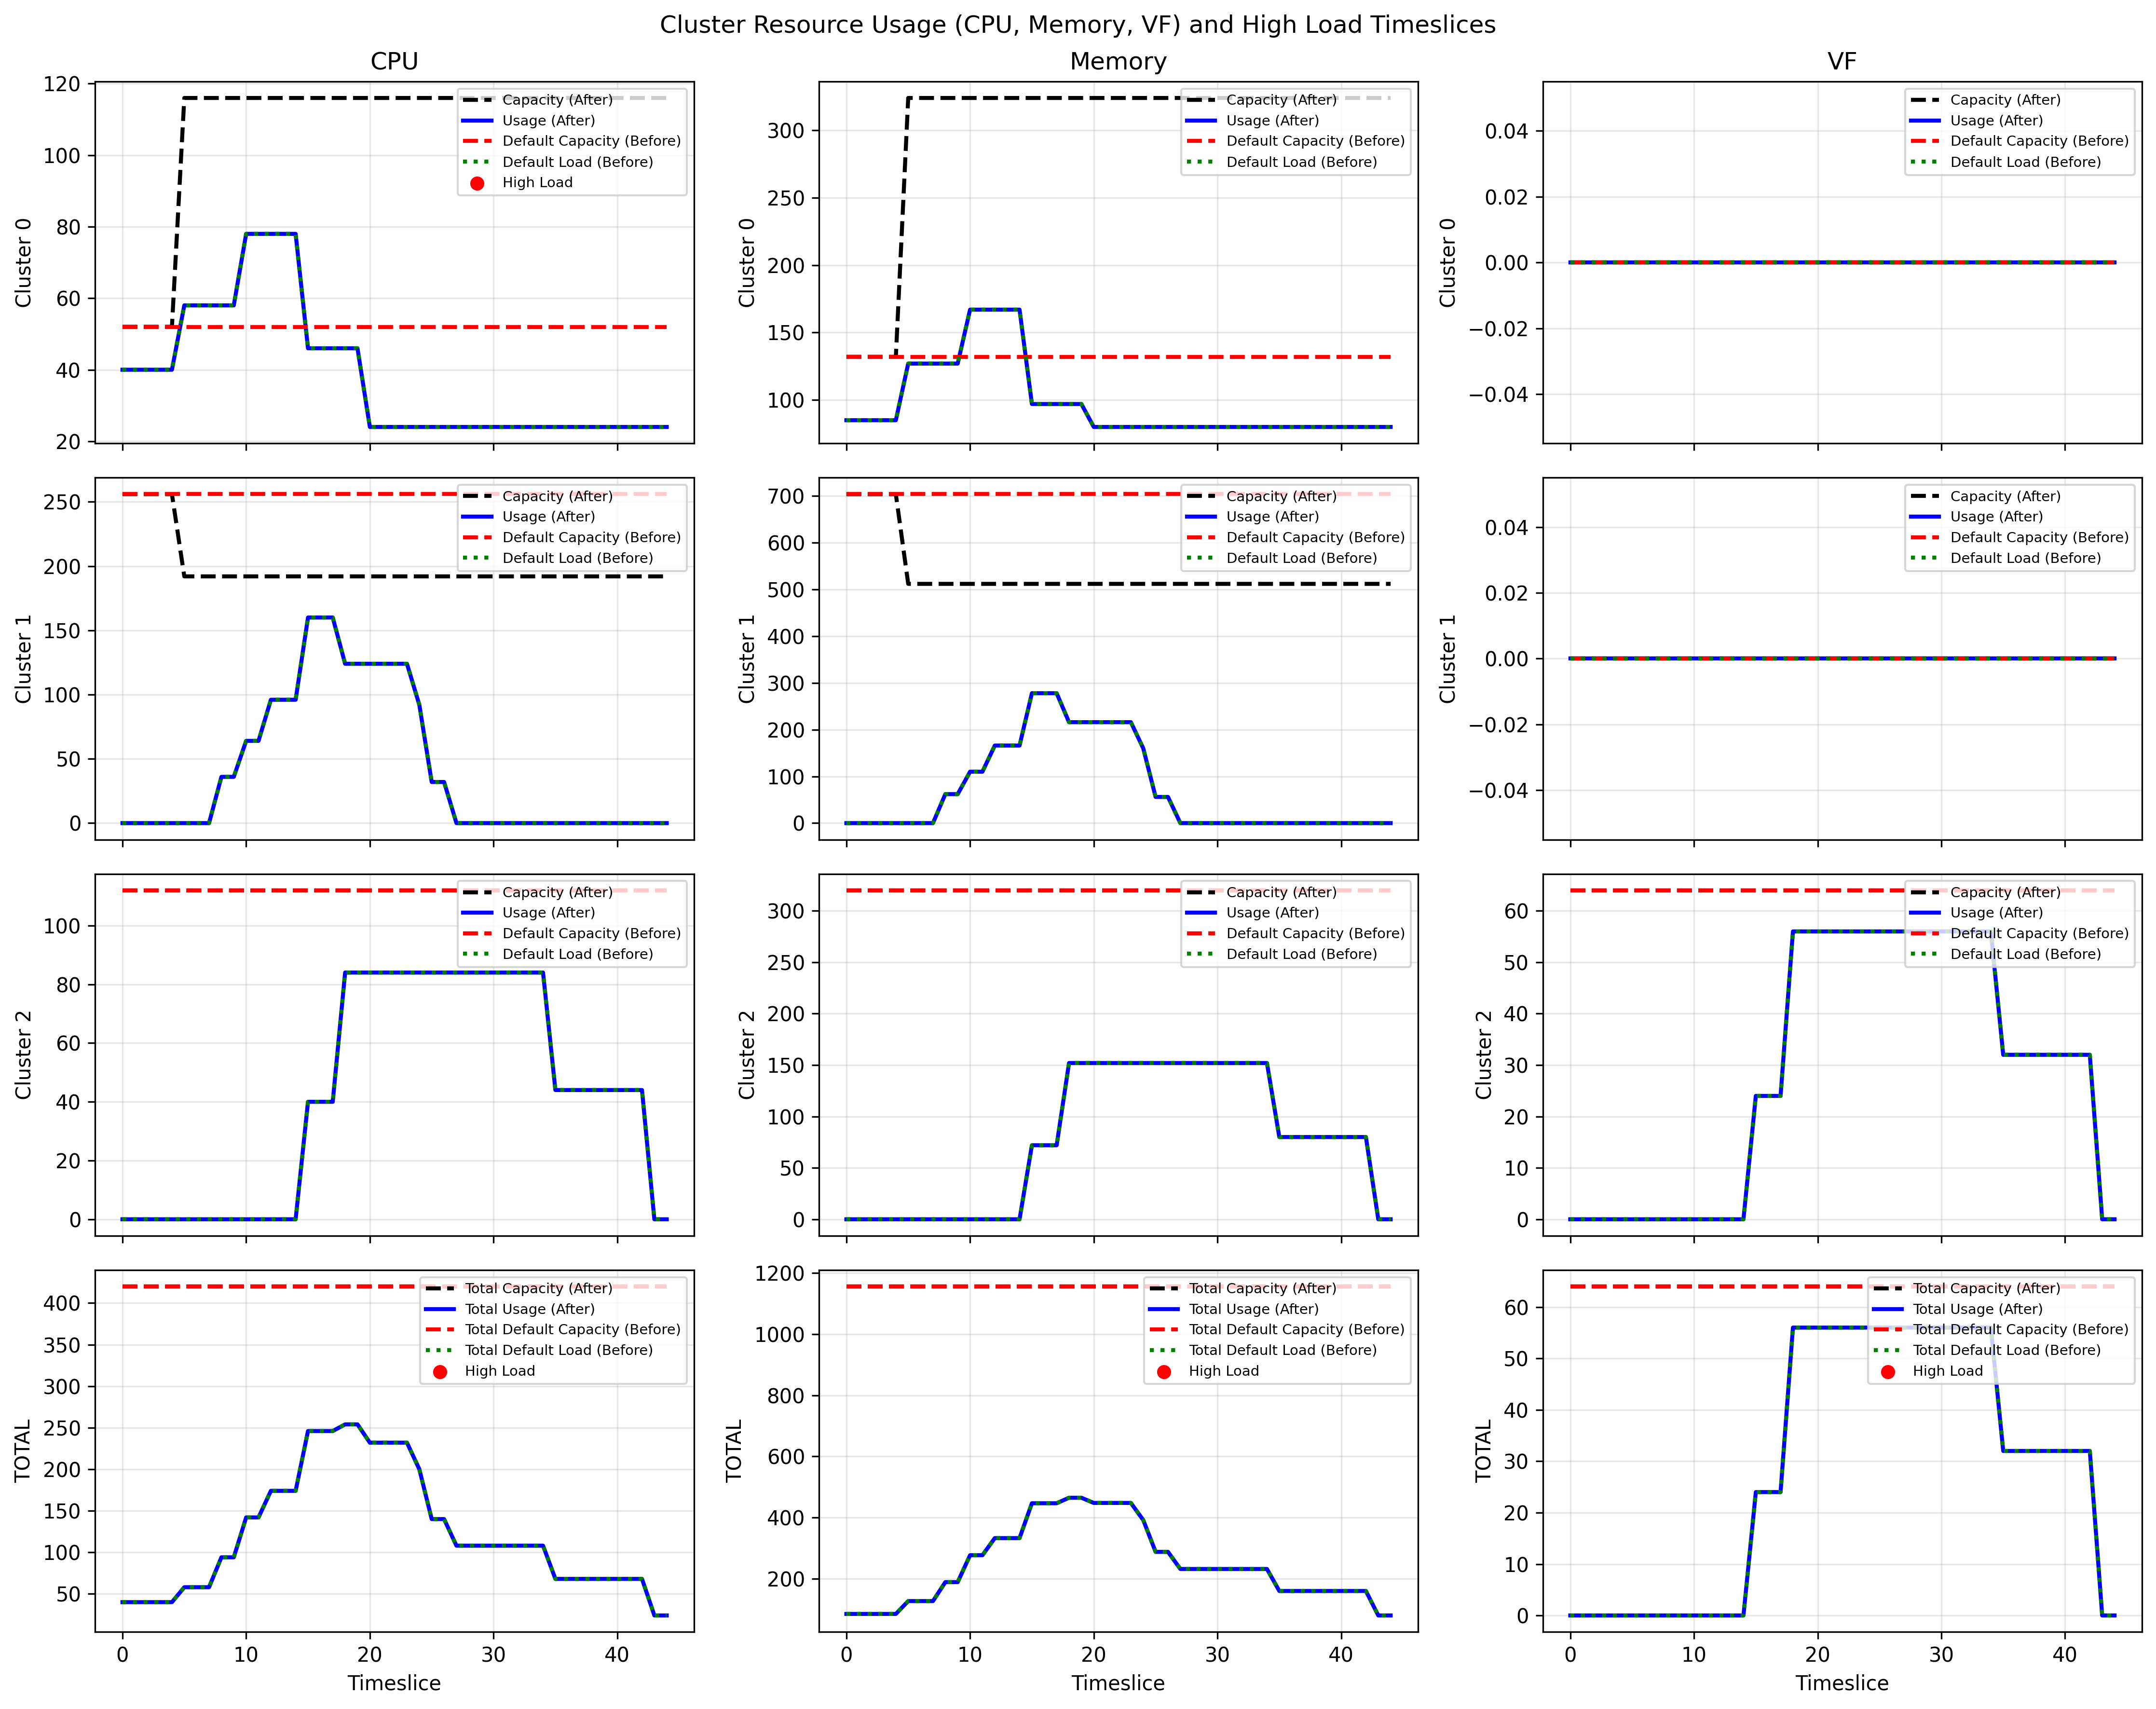 Cluster Resource Usage (CPU, Memory, VF) and High Load Timeslices
CPU
Cluster 0
120
100
80
60
40
20
Capacity (After)
Usage (After)
Default Capacity (Before)
Default Load (Before)
High Load
Memory
Cluster 0
300
250
200
150
100
Capacity (After)
Usage (After)
Default Capacity (Before)
Default Load (Before)
VF
Cluster 0
0.04
0.02
0.00
−0.02
−0.04
Capacity (After)
Usage (After)
Default Capacity (Before)
Default Load (Before)
Cluster 1
250
200
150
100
50
0
Capacity (After)
Usage (After)
Default Capacity (Before)
Default Load (Before)
Cluster 1
700
600
500
400
300
200
100
0
Capacity (After)
Usage (After)
Default Capacity (Before)
Default Load (Before)
Cluster 1
0.04
0.02
0.00
−0.02
−0.04
Capacity (After)
Usage (After)
Default Capacity (Before)
Default Load (Before)
Cluster 2
100
80
60
40
20
0
Capacity (After)
Usage (After)
Default Capacity (Before)
Default Load (Before)
Cluster 2
300
250
200
150
100
50
0
Capacity (After)
Usage (After)
Default Capacity (Before)
Default Load (Before)
Cluster 2
60
50
40
30
20
10
0
Capacity (After)
Usage (After)
Default Capacity (Before)
Default Load (Before)
TOTAL
400
350
300
250
200
150
100
50
Total Capacity (After)
Total Usage (After)
Total Default Capacity (Before)
Total Default Load (Before)
High Load
0 10 20 30 40
Timeslice
TOTAL
1200
1000
800
600
400
200
Total Capacity (After)
Total Usage (After)
Total Default Capacity (Before)
Total Default Load (Before)
High Load
0 10 20 30 40
Timeslice
TOTAL
60
50
40
30
20
10
0
Total Capacity (After)
Total Usage (After)
Total Default Capacity (Before)
Total Default Load (Before)
High Load
0 10 20 30 40
Timeslice